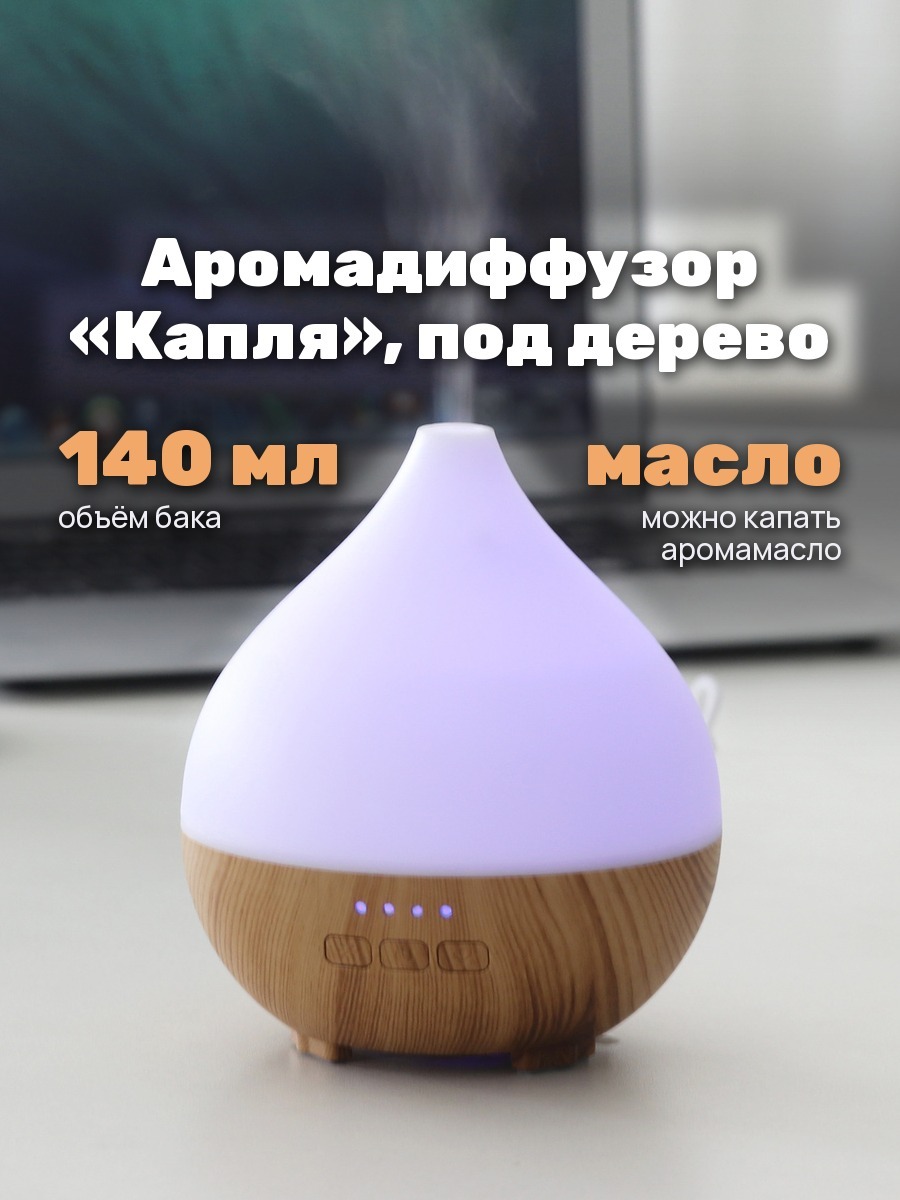 Аромадиффузор
«Капля», под дерево
140 мл
объём бака
масло
можно капать
аромамасло